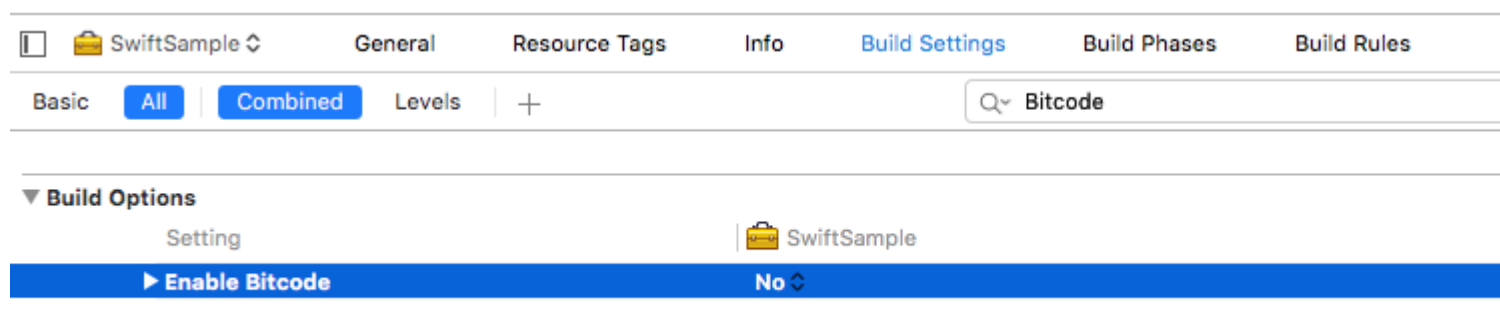 SwiftSample General Resource Tags Info Build Settings Build Phases Build Rules
Basic All Combined Levels + Bitcode
Build Options
Setting SwiftSample
Enable Bitcode No